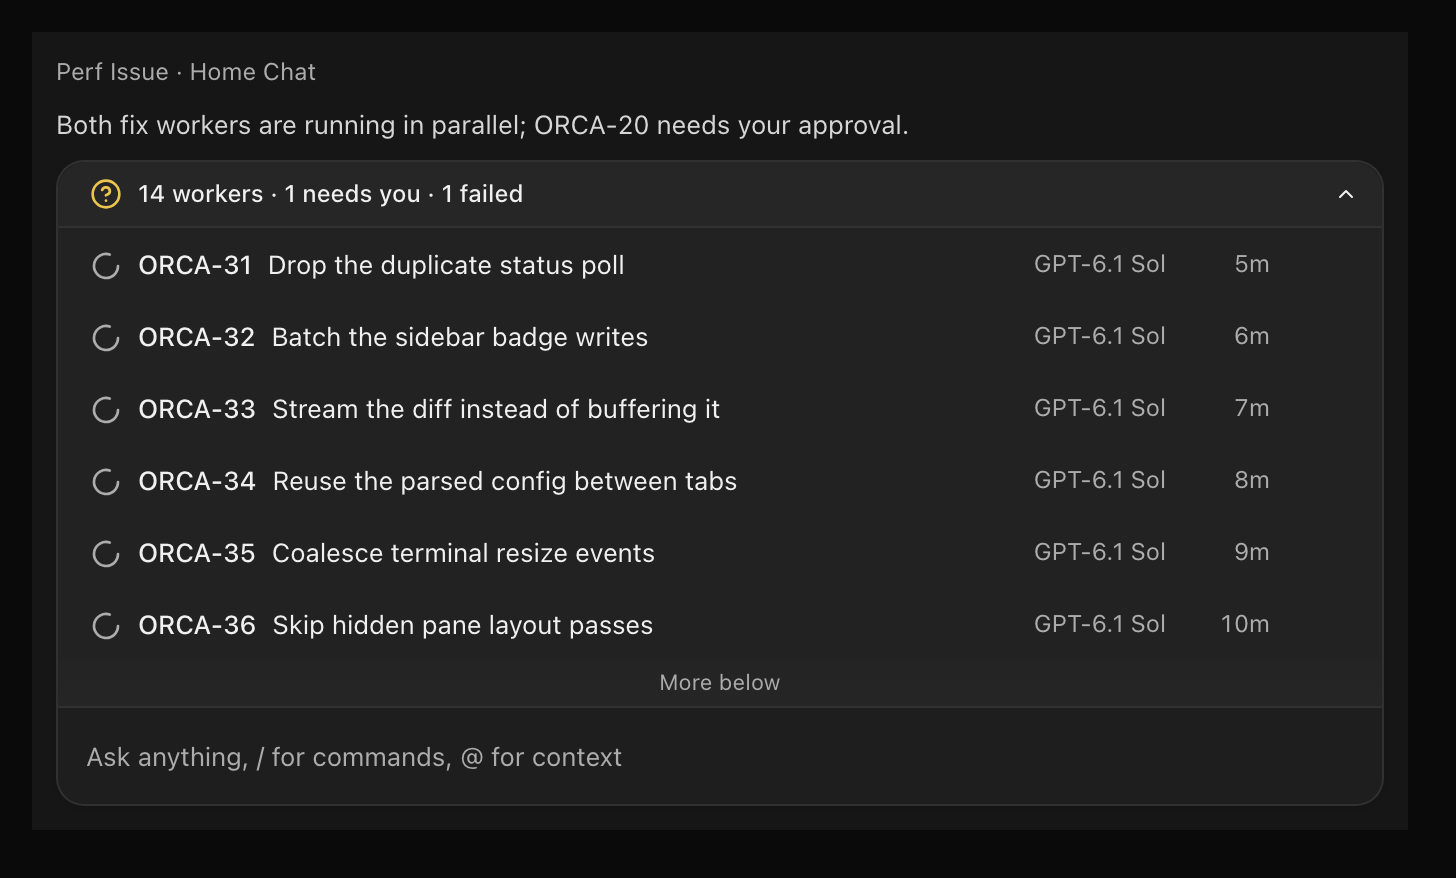 Perf Issue · Home Chat
Both fix workers are running in parallel; ORCA-20 needs your approval.
14 workers · 1 needs you · 1 failed
ORCA-31 Drop the duplicate status poll GPT-6.1 Sol 5m
ORCA-32 Batch the sidebar badge writes GPT-6.1 Sol 6m
ORCA-33 Stream the diff instead of buffering it GPT-6.1 Sol 7m
ORCA-34 Reuse the parsed config between tabs GPT-6.1 Sol 8m
ORCA-35 Coalesce terminal resize events GPT-6.1 Sol 9m
ORCA-36 Skip hidden pane layout passes GPT-6.1 Sol 10m
More below
Ask anything, / for commands, @ for context